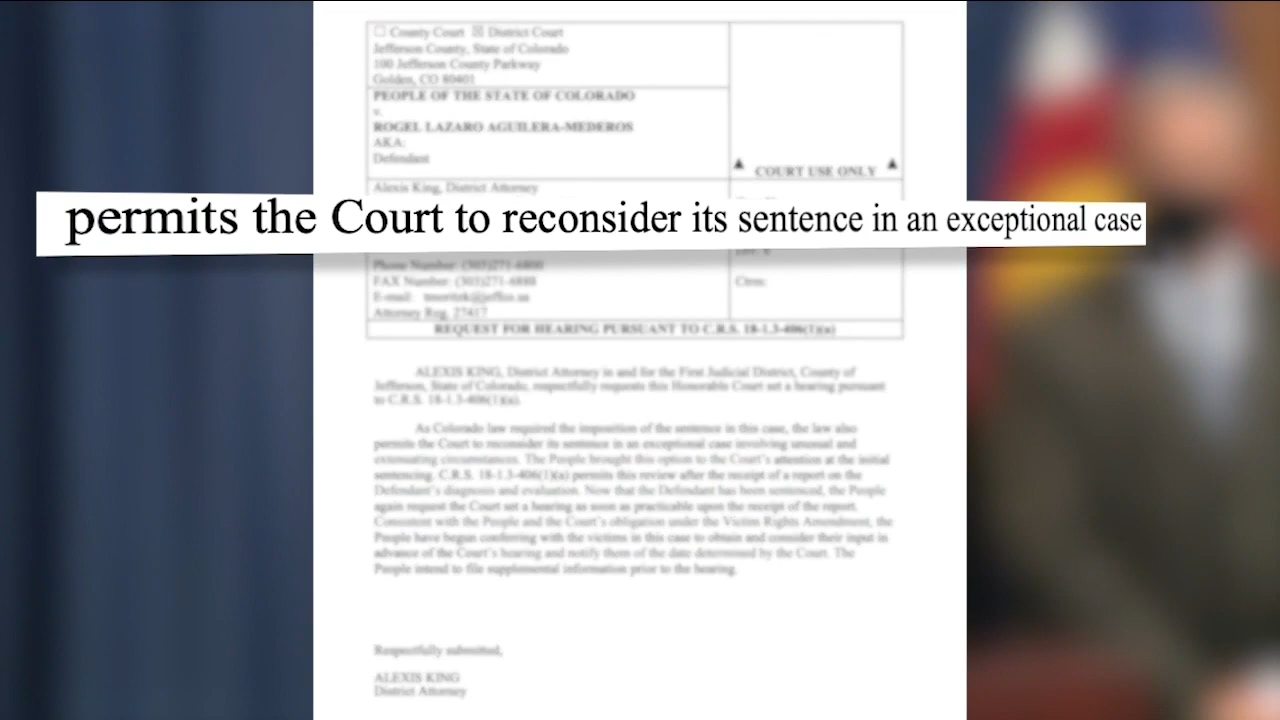 ☐ County Court ☒ District Court
Jefferson County, State of Colorado
100 Jefferson County Parkway
Golden, CO 80401
PEOPLE OF THE STATE OF COLORADO
v.
ROGEL LAZARO AGUILERA-MEDEROS
AKA:
Defendant
▲ COURT USE ONLY ▲
Alexis King, District Attorney
permits the Court to reconsider its sentence in an exceptional case
Phone Number: (303)271-6800
FAX Number: (303)271-6888
E-mail:
Attorney Reg. 27417
Ctrm:
REQUEST FOR HEARING PURSUANT TO C.R.S. 18-1.3-406(1)(a)
ALEXIS KING, District Attorney in and for the First Judicial District, County of
Jefferson, State of Colorado, respectfully requests this Honorable Court set a hearing pursuant
to C.R.S. 18-1.3-406(1)(a).
As Colorado law required the imposition of the sentence in this case, the law also
permits the Court to reconsider its sentence in an exceptional case involving unusual and
extenuating circumstances. The People brought this option to the Court's attention at the initial
sentencing. C.R.S. 18-1.3-406(1)(a) permits this review after the receipt of a report on the
Defendant's diagnosis and evaluation. Now that the Defendant has been sentenced, the People
again request the Court set a hearing as soon as practicable upon the receipt of the report.
Consistent with the People and the Court's obligation under the Victim Rights Amendment, the
People have begun conferring with the victims in this case to obtain and consider their input in
advance of the Court's hearing and notify them of the date determined by the Court. The
People intend to file supplemental information prior to the hearing.
Respectfully submitted,
ALEXIS KING
District Attorney